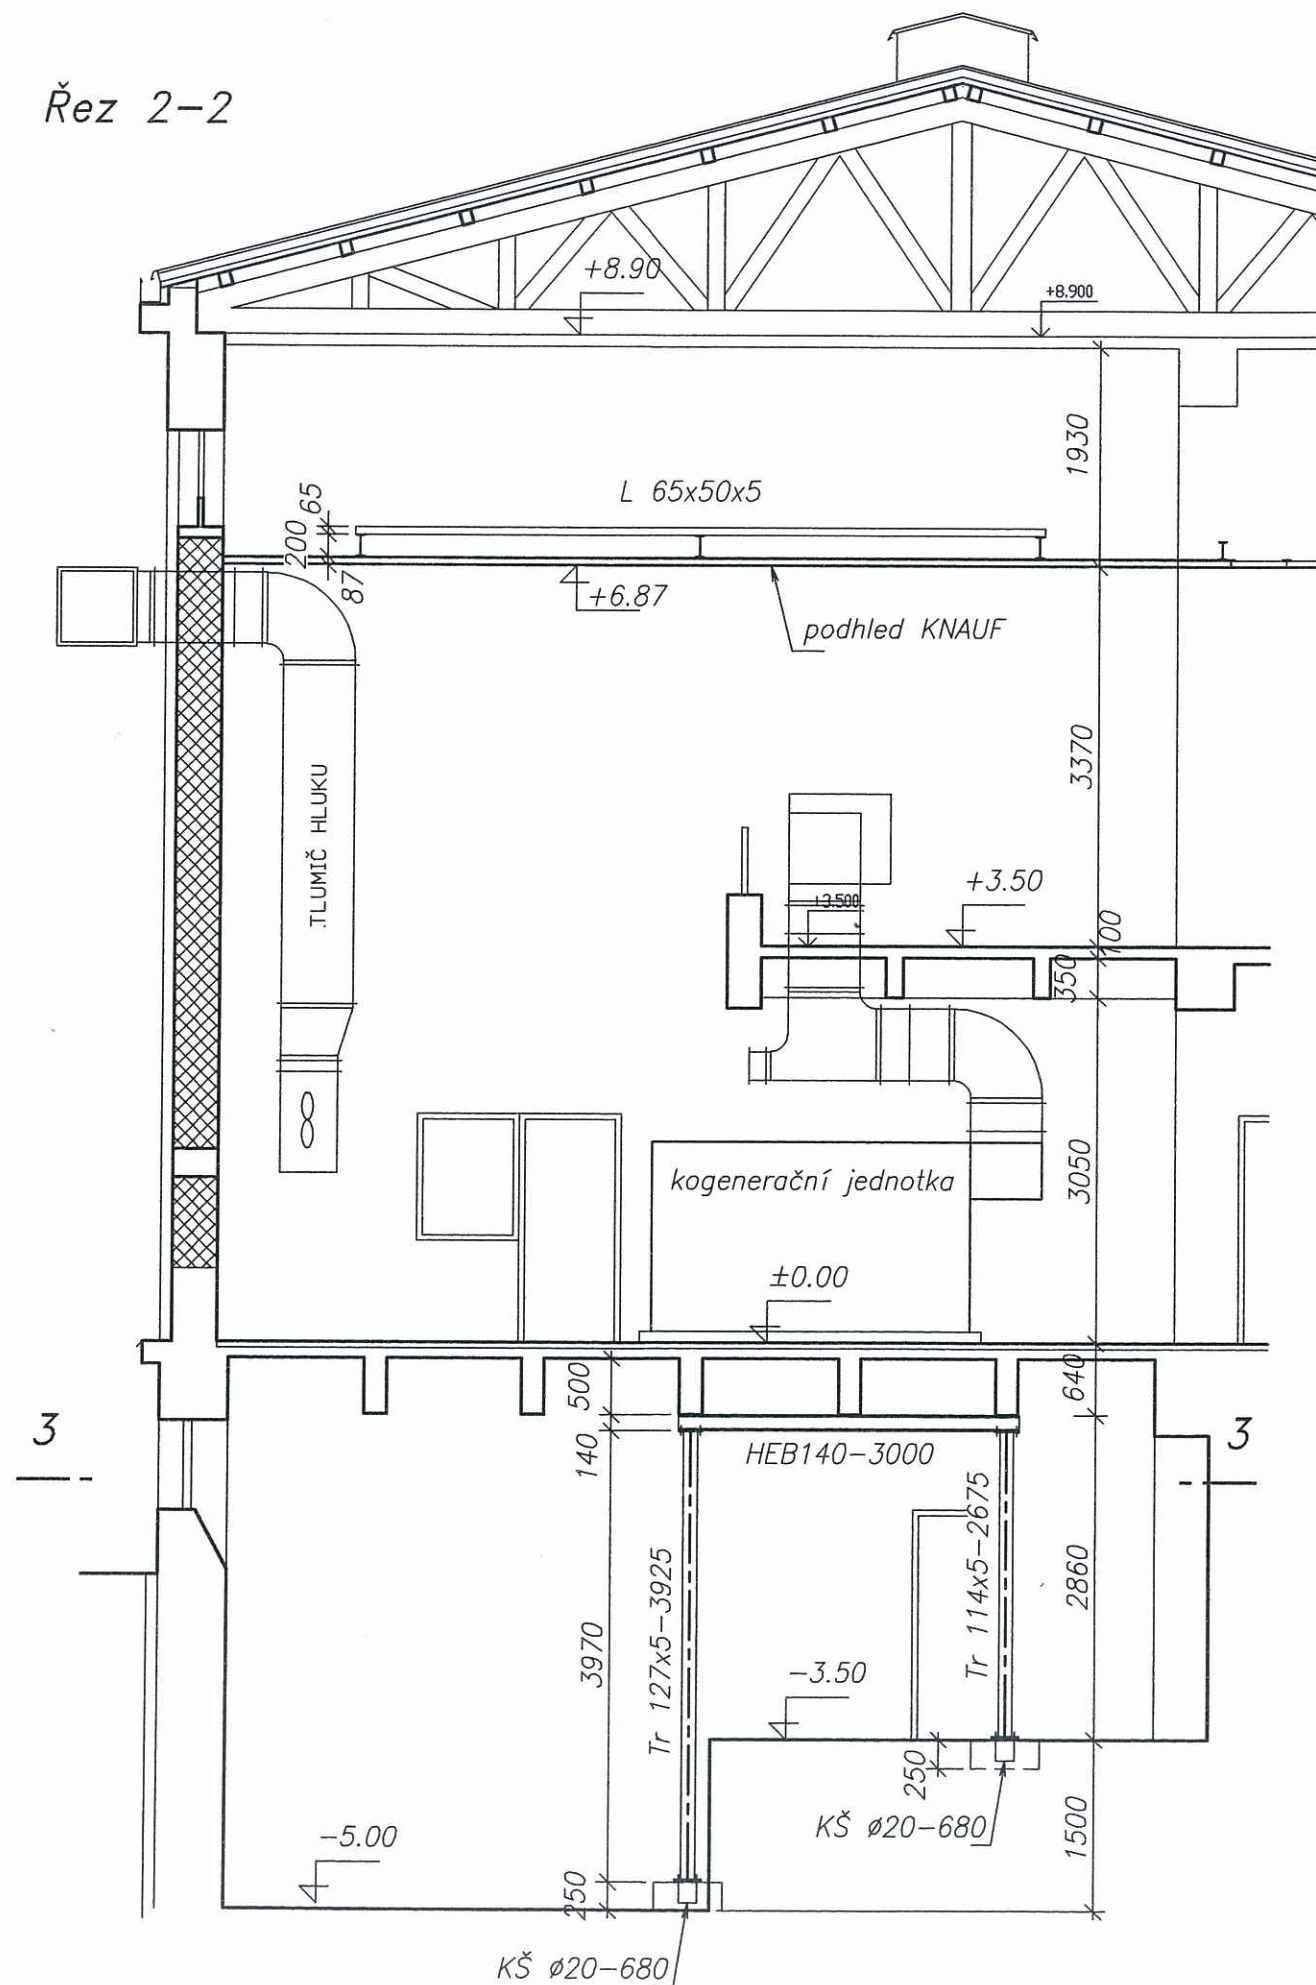 Řez 2-2
+8.90
+8.900
1930
L 65x50x5
65
200
87
+6.87
podhled KNAUF
3370
TLUMIČ HLUKU
+3.50
+3.500
100
350
kogenerační jednotka
3050
±0.00
500
640
3
3
140
HEB140-3000
Tr 127x5-3925
Tr 114x5-2675
2860
3970
-3.50
250
KŠ ø20-680
1500
-5.00
250
KŠ ø20-680